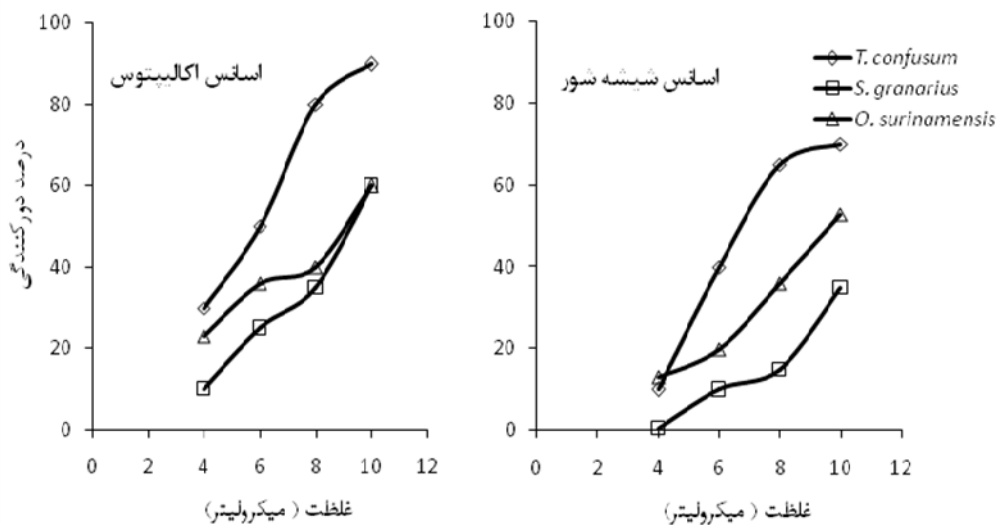 اسانس اکالیپتوس
درصد دورکنندگی
100
80
60
40
20
0
0 2 4 6 8 10 12
غلظت ( میکرولیتر)
اسانس شیشه شور
T. confusum
S. granarius
O. surinamensis
100
80
60
40
20
0
0 2 4 6 8 10 12
غلظت ( میکرولیتر)